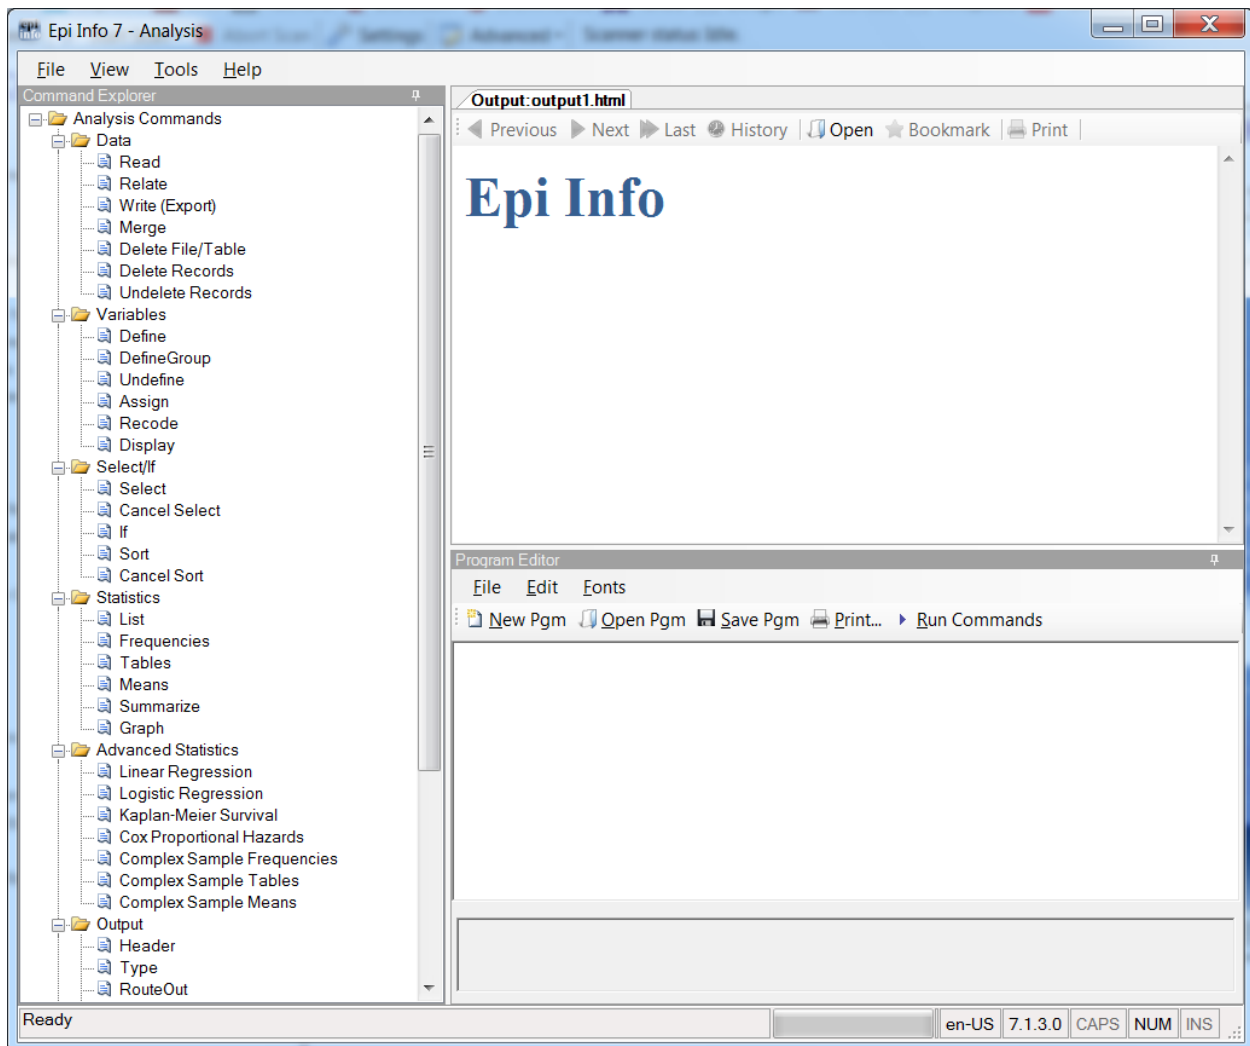 Epi Info 7 - Analysis
File View Tools Help
Command Explorer
Analysis Commands
Data
Read
Relate
Write (Export)
Merge
Delete File/Table
Delete Records
Undelete Records
Variables
Define
DefineGroup
Undefine
Assign
Recode
Display
Select/If
Select
Cancel Select
If
Sort
Cancel Sort
Statistics
List
Frequencies
Tables
Means
Summarize
Graph
Advanced Statistics
Linear Regression
Logistic Regression
Kaplan-Meier Survival
Cox Proportional Hazards
Complex Sample Frequencies
Complex Sample Tables
Complex Sample Means
Output
Header
Type
RouteOut
Output: output1.html
Previous Next Last History Open Bookmark Print
Epi Info
Program Editor
File Edit Fonts
New Pgm Open Pgm Save Pgm Print... Run Commands
Ready
en-US 7.1.3.0 CAPS NUM INS